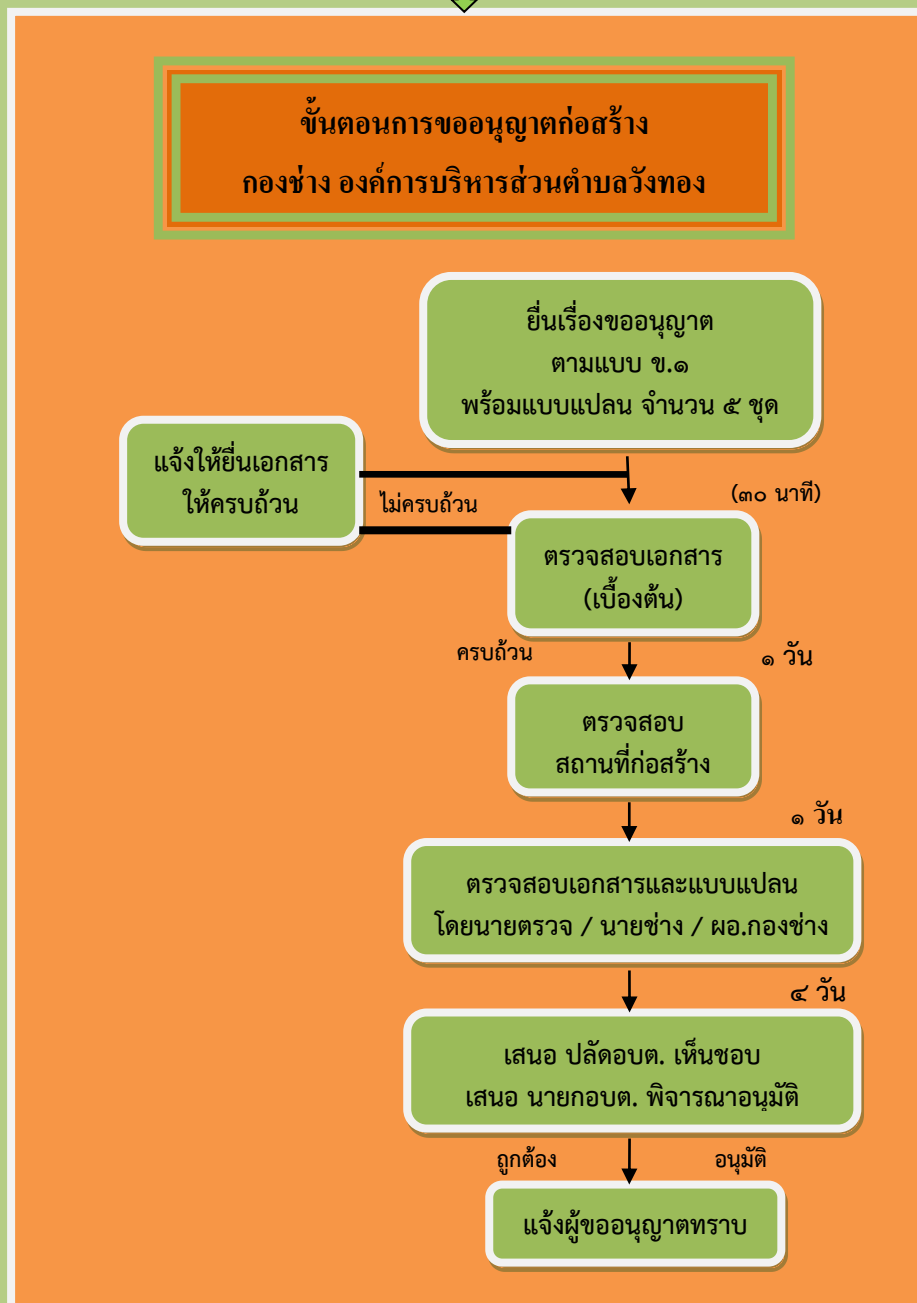 ขั้นตอนการขออนุญาตก่อสร้าง
กองช่าง องค์การบริหารส่วนตำบลวังทอง
ยื่นเรื่องขออนุญาต
ตามแบบ ข.๑
พร้อมแบบแปลน จำนวน ๕ ชุด
แจ้งให้ยื่นเอกสาร
ให้ครบถ้วน
ไม่ครบถ้วน
(๓๐ นาที)
ตรวจสอบเอกสาร
(เบื้องต้น)
ครบถ้วน
๑ วัน
ตรวจสอบ
สถานที่ก่อสร้าง
๑ วัน
ตรวจสอบเอกสารและแบบแปลน
โดยนายตรวจ / นายช่าง / ผอ.กองช่าง
๔ วัน
เสนอ ปลัดอบต. เห็นชอบ
เสนอ นายกอบต. พิจารณาอนุมัติ
ถูกต้อง
อนุมัติ
แจ้งผู้ขออนุญาตทราบ